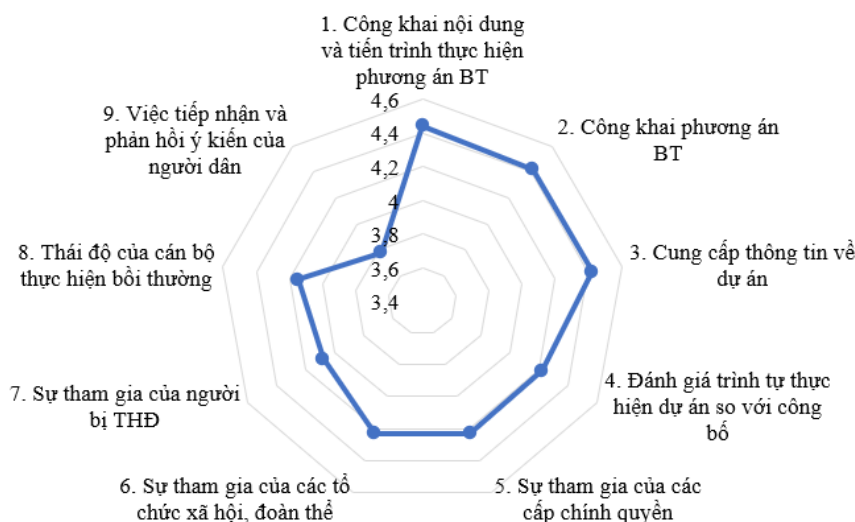 1. Công khai nội dung
và tiến trình thực hiện
phương án BT
4,6
4,4
4,2
4
3,8
3,6
3,4
2. Công khai phương án
BT
3. Cung cấp thông tin về
dự án
4. Đánh giá trình tự thực
hiện dự án so với công
bố
5. Sự tham gia của các
cấp chính quyền
6. Sự tham gia của các tổ
chức xã hội, đoàn thể
7. Sự tham gia của người
bị THĐ
8. Thái độ của cán bộ
thực hiện bồi thường
9. Việc tiếp nhận và
phản hồi ý kiến của
người dân